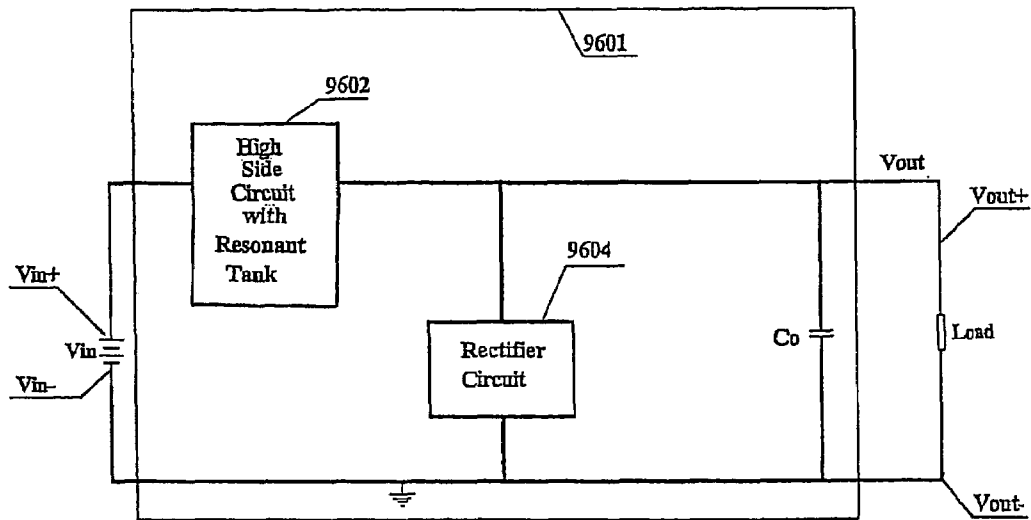 9601
9602
High
Side
Circuit
with
Resonant
Tank
Vout
Vout+
9604
Vin+
Vin
Vin-
Rectifier
Circuit
Co
Load
Vout-